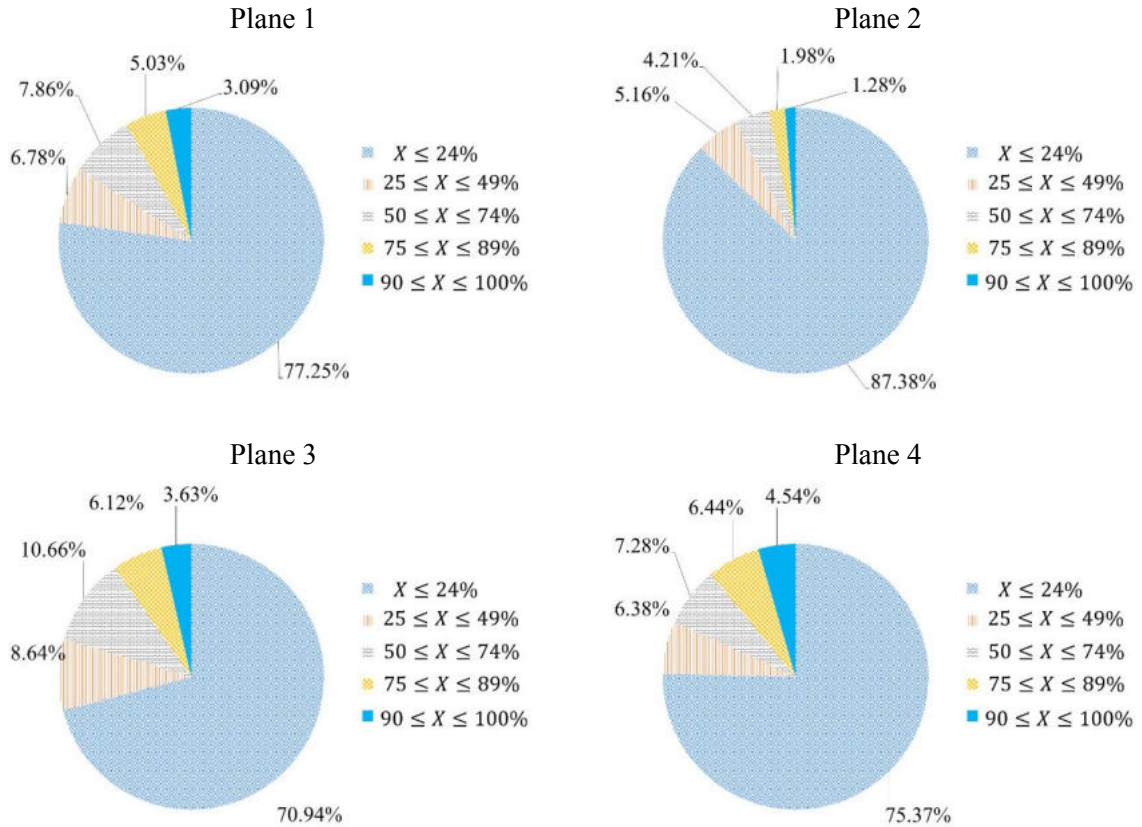 Plane 1
5.03%
3.09%
7.86%
6.78%
77.25%
X ≤ 24%
25 ≤ X ≤ 49%
50 ≤ X ≤ 74%
75 ≤ X ≤ 89%
90 ≤ X ≤ 100%
Plane 2
1.98%
4.21%
1.28%
5.16%
87.38%
X ≤ 24%
25 ≤ X ≤ 49%
50 ≤ X ≤ 74%
75 ≤ X ≤ 89%
90 ≤ X ≤ 100%
Plane 3
6.12%
3.63%
10.66%
8.64%
70.94%
X ≤ 24%
25 ≤ X ≤ 49%
50 ≤ X ≤ 74%
75 ≤ X ≤ 89%
90 ≤ X ≤ 100%
Plane 4
6.44%
4.54%
7.28%
6.38%
75.37%
X ≤ 24%
25 ≤ X ≤ 49%
50 ≤ X ≤ 74%
75 ≤ X ≤ 89%
90 ≤ X ≤ 100%